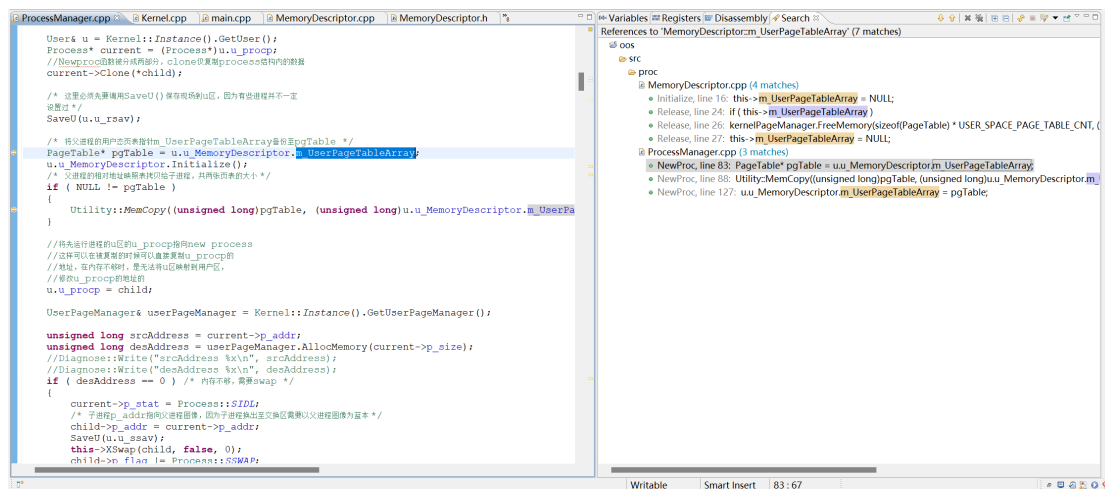 ProcessManager.cpp
Kernel.cpp
main.cpp
MemoryDescriptor.cpp
MemoryDescriptor.h
User& u = Kernel::Instance().GetUser();
Process* current = (Process*)u.u_procp;
//Newproc函数被分成两部分，clone仅复制process结构内的数据
current->Clone(*child);
/* 这里必须先要调用SaveU()保存现场到u区，因为有些进程并不一定
设置过 */
SaveU(u.u_rsav);
/* 将父进程的用户态页表指针m_UserPageTableArray备份至pgTable */
PageTable* pgTable = u.u_MemoryDescriptor.m_UserPageTableArray;
u.u_MemoryDescriptor.Initialize();
/* 父进程的相对地址映照表拷贝给子进程，共两张页表的大小 */
if ( NULL != pgTable )
{
Utility::MemCopy((unsigned long)pgTable, (unsigned long)u.u_MemoryDescriptor.m_UserPa
}
//将先运行进程的u区的u_procp指向new process
//这样可以在被复制的时候可以直接复制u_procp的
//地址，在内存不够时，是无法将u区映射到用户区，
//修改u_procp的地址的
u.u_procp = child;
UserPageManager& userPageManager = Kernel::Instance().GetUserPageManager();
unsigned long srcAddress = current->p_addr;
unsigned long desAddress = userPageManager.AllocMemory(current->p_size);
//Diagnose::Write("srcAddress %x\n", srcAddress);
//Diagnose::Write("desAddress %x\n", desAddress);
if ( desAddress == 0 ) /* 内存不够，需要swap */
{
current->p_stat = Process::SIDL;
/* 子进程p_addr指向父进程图像，因为子进程换出至交换区需要以父进程图像为蓝本 */
child->p_addr = current->p_addr;
SaveU(u.u_ssav);
this->XSwap(child, false, 0);
child->p_flag |= Process::SSWAP;
Variables
Registers
Disassembly
Search
References to 'MemoryDescriptor::m_UserPageTableArray' (7 matches)
oos
src
proc
MemoryDescriptor.cpp (4 matches)
Initialize, line 16: this->m_UserPageTableArray = NULL;
Release, line 24: if ( this->m_UserPageTableArray )
Release, line 26: kernelPageManager.FreeMemory(sizeof(PageTable) * USER_SPACE_PAGE_TABLE_CNT, (
Release, line 27: this->m_UserPageTableArray = NULL;
ProcessManager.cpp (3 matches)
NewProc, line 83: PageTable* pgTable = u.u_MemoryDescriptor.m_UserPageTableArray;
NewProc, line 88: Utility::MemCopy((unsigned long)pgTable, (unsigned long)u.u_MemoryDescriptor.m_
NewProc, line 127: u.u_MemoryDescriptor.m_UserPageTableArray = pgTable;
Writable
Smart Insert
83 : 67